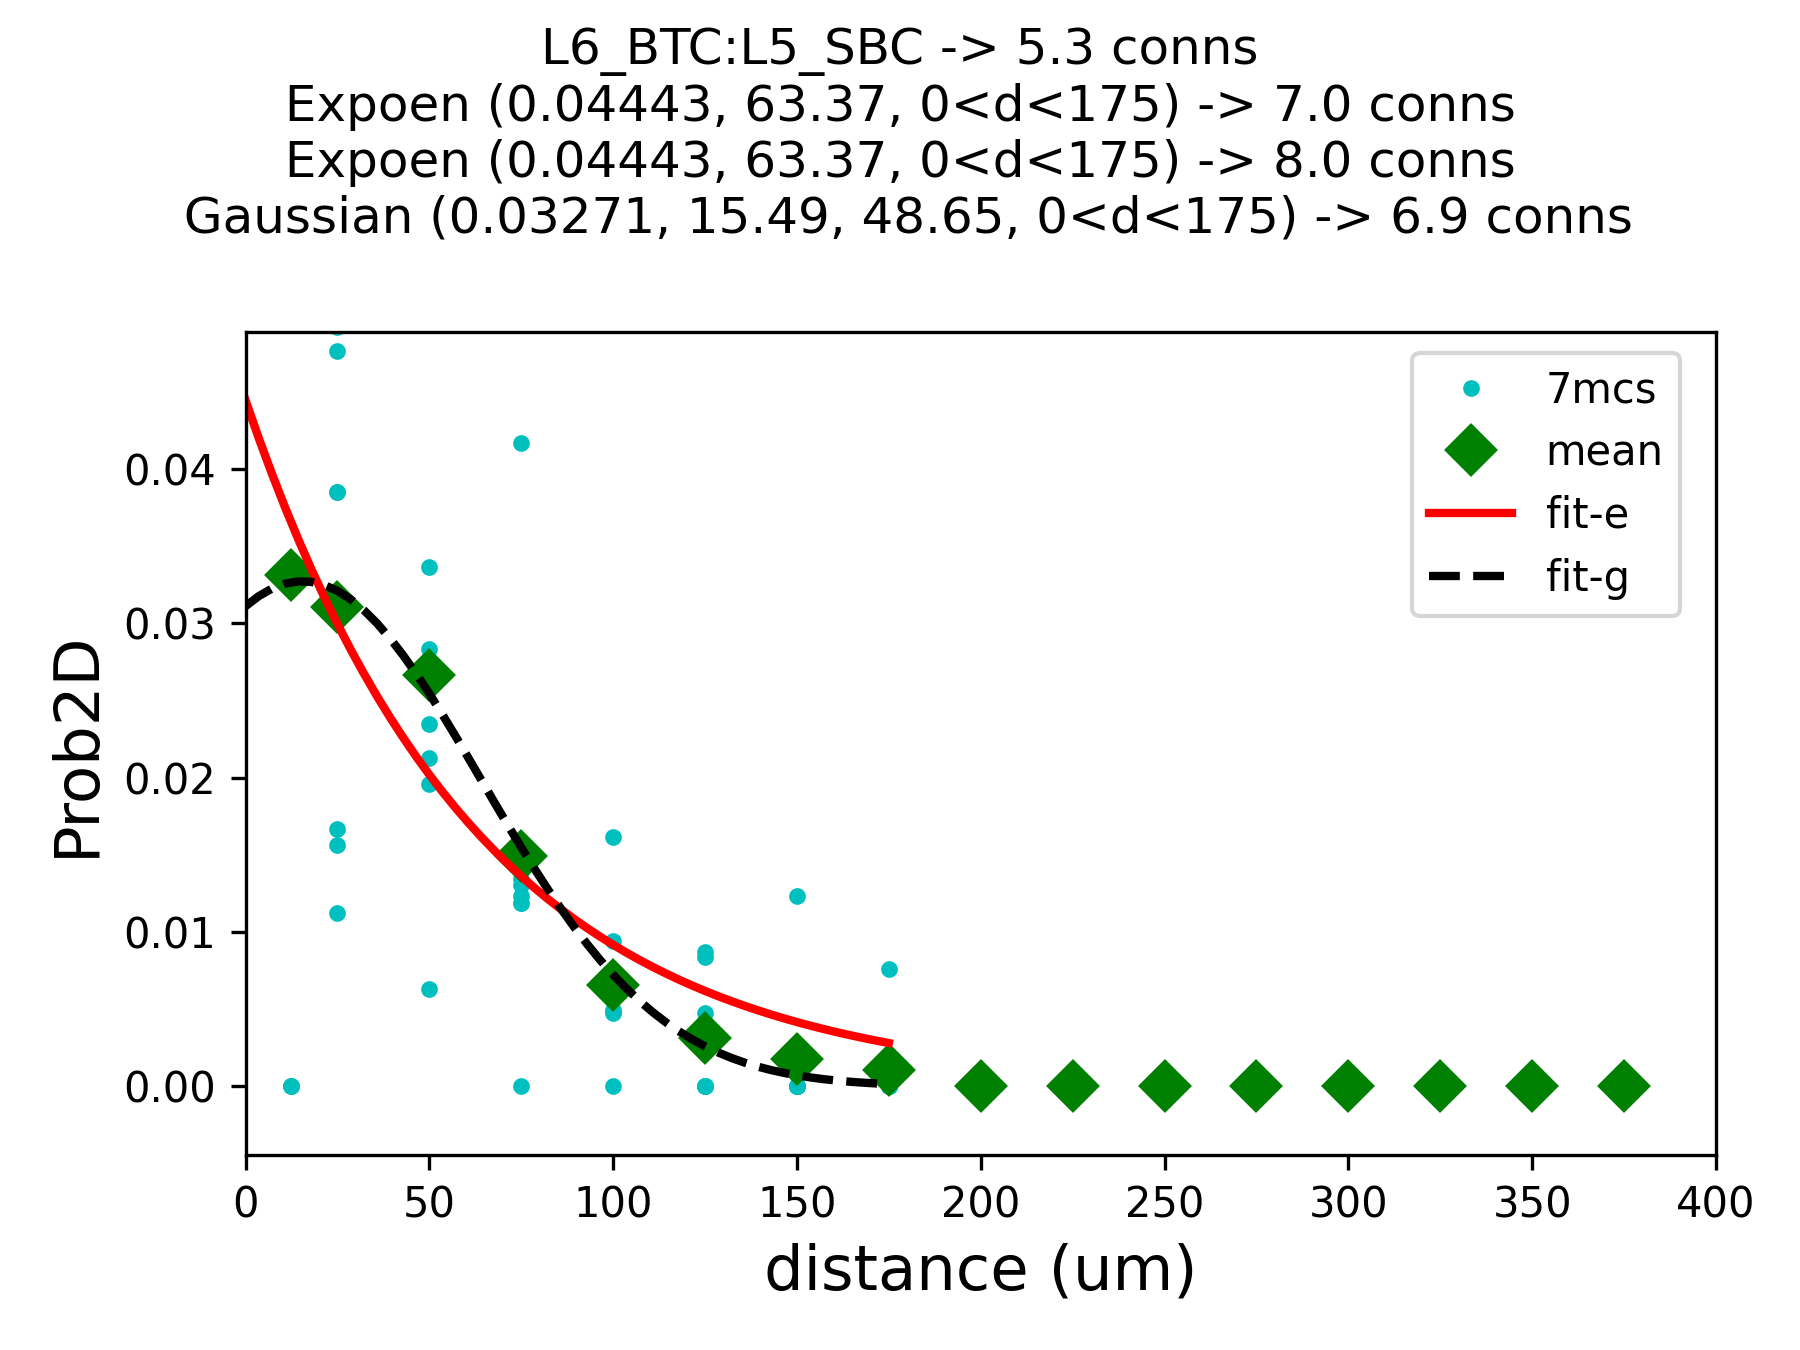 L6_BTC:L5_SBC -> 5.3 conns
Expoen (0.04443, 63.37, 0<d<175) -> 7.0 conns
Expoen (0.04443, 63.37, 0<d<175) -> 8.0 conns
Gaussian (0.03271, 15.49, 48.65, 0<d<175) -> 6.9 conns
7mcs
mean
fit-e
fit-g
Prob2D
0.04
0.03
0.02
0.01
0.00
0 50 100 150 200 250 300 350 400
distance (um)